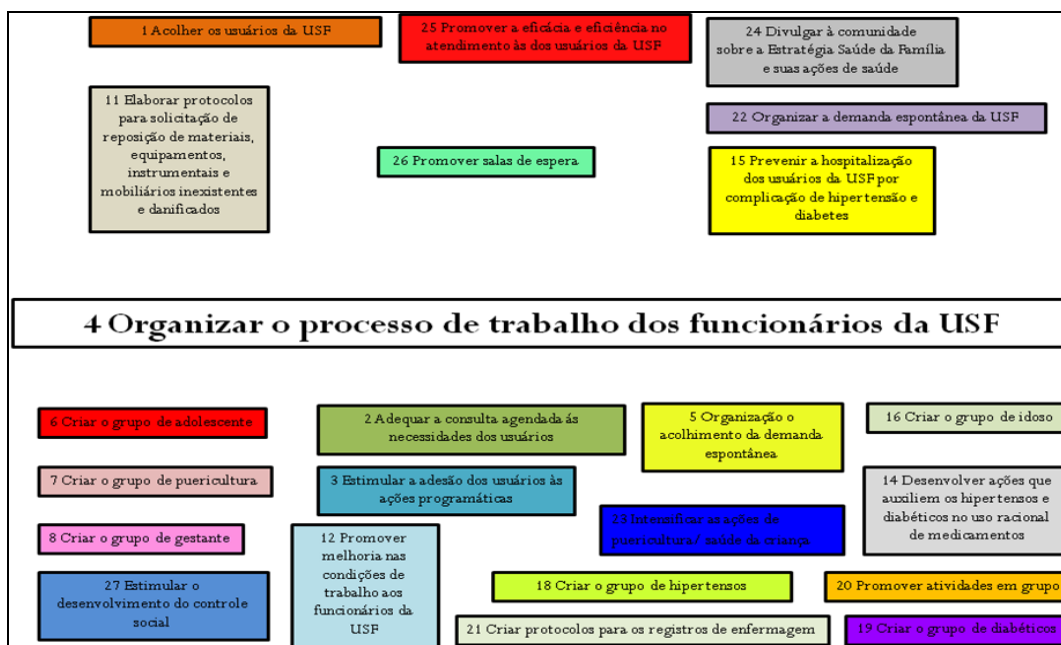 1 Acolher os usuários da USF
25 Promover a eficácia e eficiência no
atendimento às dos usuários da USF
24 Divulgar à comunidade
sobre a Estratégia Saúde da Família
e suas ações de saúde
11 Elaborar protocolos
para solicitação de
reposição de materiais,
equipamentos,
instrumentais e
mobiliários inexistentes
e danificados
22 Organizar a demanda espontânea da USF
26 Promover salas de espera
15 Prevenir a hospitalização
dos usuários da USF por
complicação de hipertensão e
diabetes
4 Organizar o processo de trabalho dos funcionários da USF
6 Criar o grupo de adolescente
2 Adequar a consulta agendada ás
necessidades dos usuários
5 Organização o
acolhimento da demanda
espontânea
16 Criar o grupo de idoso
7 Criar o grupo de puericultura
3 Estimular a adesão dos usuários às
ações programáticas
14 Desenvolver ações que
auxiliem os hipertensos e
diabéticos no uso racional
de medicamentos
23 Intensificar as ações de
puericultura/ saúde da criança
8 Criar o grupo de gestante
12 Promover
melhoria nas
condições de
trabalho aos
funcionários da
USF
27 Estimular o
desenvolvimento do controle
social
18 Criar o grupo de hipertensos
20 Promover atividades em grupo
21 Criar protocolos para os registros de enfermagem
19 Criar o grupo de diabéticos